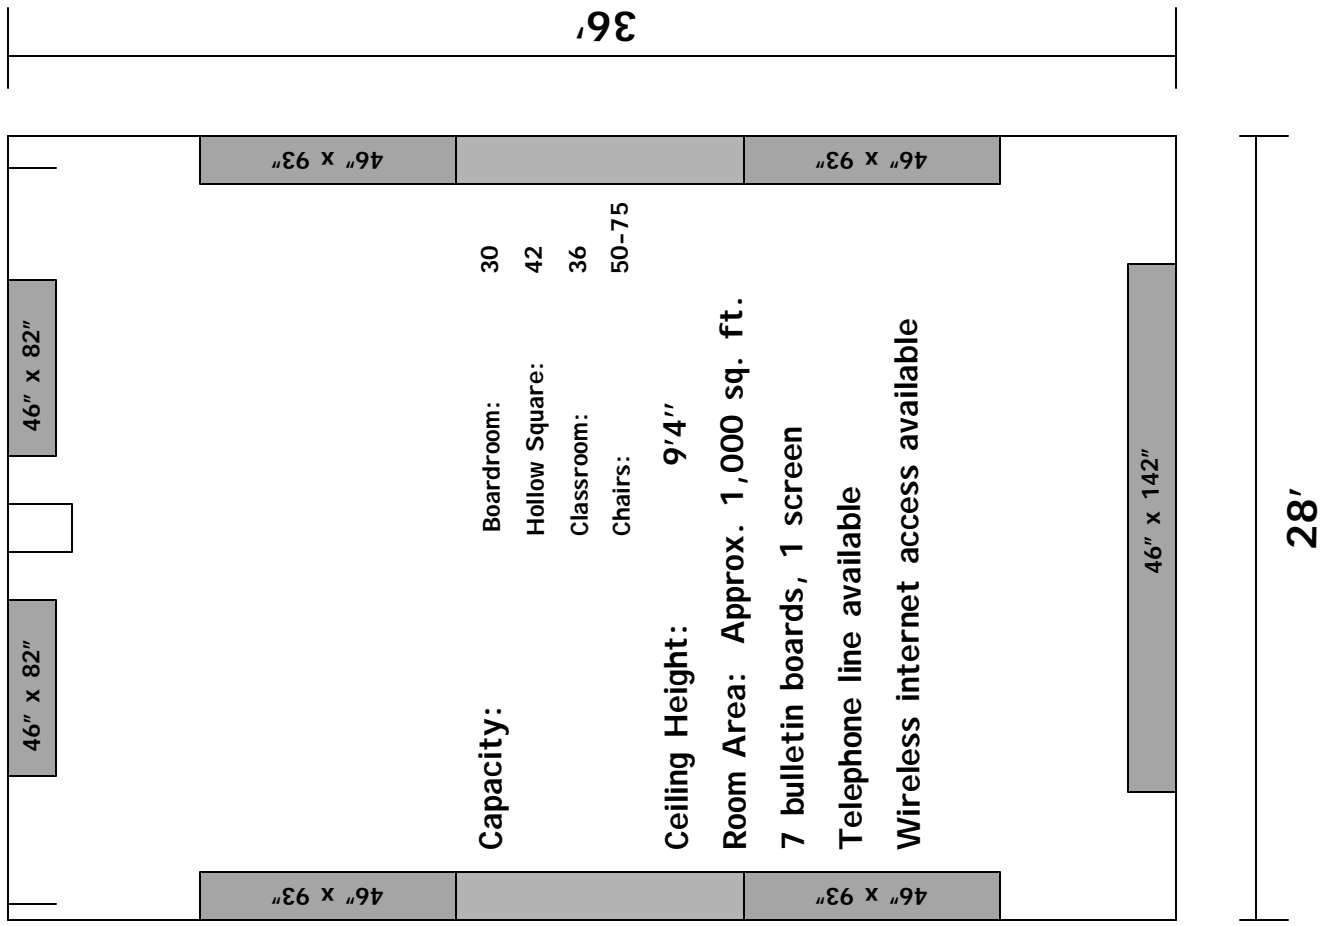 36'
46" x 93"
46" x 93"
46" x 82"
46" x 82"
46" x 142"
28'
Capacity:
Boardroom: 30
Hollow Square: 42
Classroom: 36
Chairs: 50-75
Ceiling Height: 9'4''
Room Area: Approx. 1,000 sq. ft.
7 bulletin boards, 1 screen
Telephone line available
Wireless internet access available
46" x 93"
46" x 93"